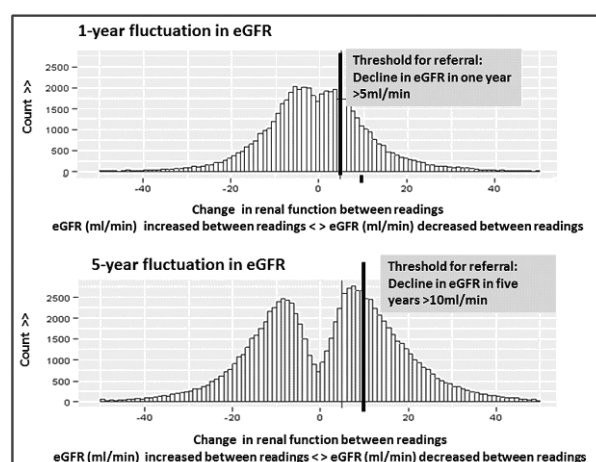 1-year fluctuation in eGFR
Threshold for referral:
Decline in eGFR in one year
>5ml/min
Count >>
2500
2000
1500
1000
500
0
-40 -20 0 20 40
Change in renal function between readings
eGFR (ml/min) increased between readings < > eGFR (ml/min) decreased between readings
5-year fluctuation in eGFR
Threshold for referral:
Decline in eGFR in five
years >10ml/min
Count >>
2500
2000
1500
1000
500
0
-40 -20 0 20 40
Change in renal function between readings
eGFR (ml/min) increased between readings < > eGFR (ml/min) decreased between readings